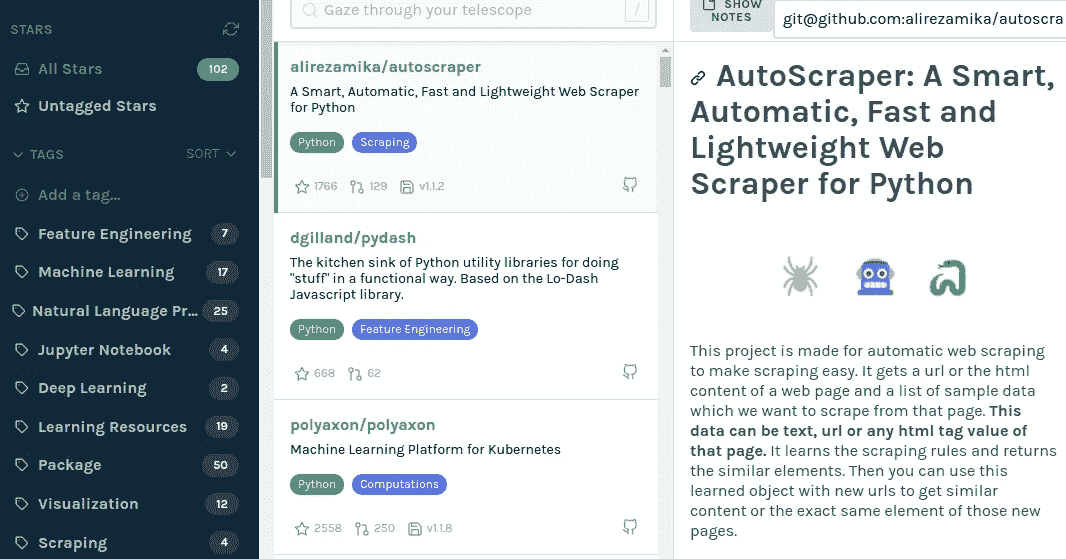 STARS
All Stars 102
Untagged Stars
TAGS SORT
Add a tag...
Feature Engineering 7
Machine Learning 17
Natural Language Pr... 25
Jupyter Notebook 4
Deep Learning 2
Learning Resources 19
Package 50
Visualization 12
Scraping 4
Gaze through your telescope /
alirezamika/autoscraper
A Smart, Automatic, Fast and Lightweight Web Scraper
for Python
Python Scraping
1766 129 v1.1.2
dgilland/pydash
The kitchen sink of Python utility libraries for doing
"stuff" in a functional way. Based on the Lo-Dash
Javascript library.
Python Feature Engineering
668 62
polyaxon/polyaxon
Machine Learning Platform for Kubernetes
Python Computations
2558 250 v1.1.8
SHOW
NOTES
git@github.com:alirezamika/autoscra
AutoScraper: A Smart,
Automatic, Fast and
Lightweight Web
Scraper for Python
This project is made for automatic web scraping
to make scraping easy. It gets a url or the html
content of a web page and a list of sample data
which we want to scrape from that page. This
data can be text, url or any html tag value of
that page. It learns the scraping rules and returns
the similar elements. Then you can use this
learned object with new urls to get similar
content or the exact same element of those new
pages.